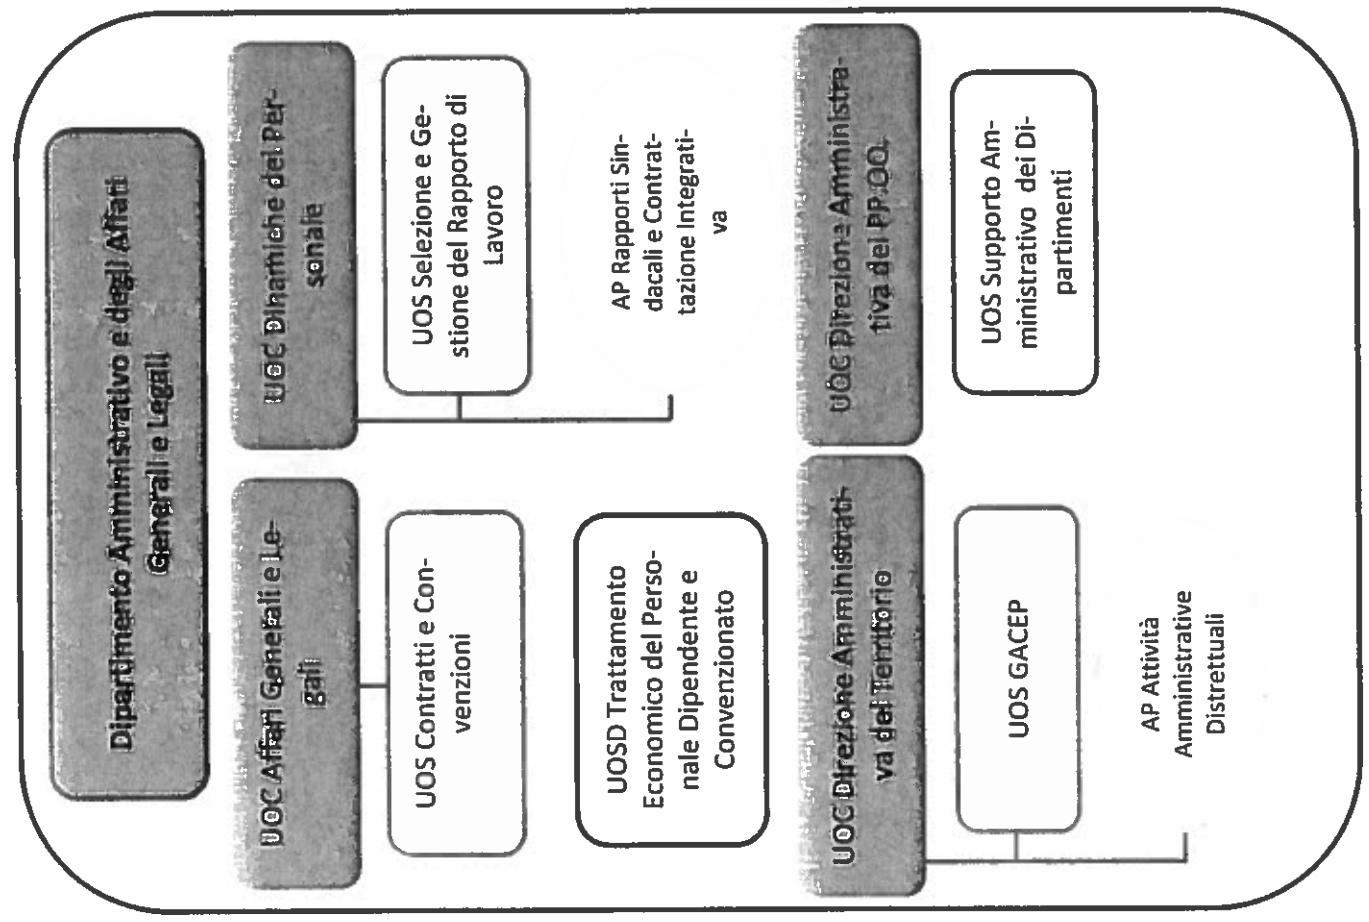 Dipartimento Amministrativo e degli Affari
Generali e Legali
UOC Affari Generali e Le-
gali
UOS Contratti e Con-
venzioni
UOSD Trattamento
Economico del Perso-
nale Dipendente e
Convenzionato
UOC Dinamiche del Per-
sonale
UOS Selezione e Ge-
stione del Rapporto di
Lavoro
AP Rapporti Sin-
dacali e Contrat-
tazione Integrati-
va
UOC Direzione Amministrati-
va del Territorio
UOS GACEP
AP Attività
Amministrative
Distrettuali
UOC Direzione Amministra-
tiva dei PP.OO.
UOS Supporto Am-
ministrativo dei Di-
partimenti